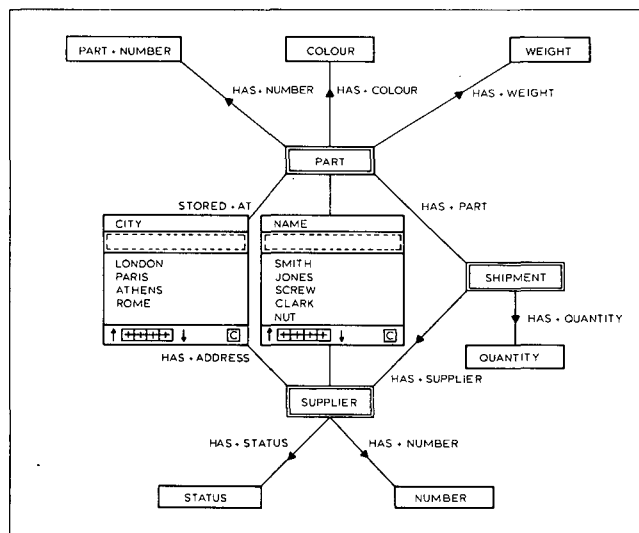 PART + NUMBER
COLOUR
WEIGHT
HAS + NUMBER
HAS + COLOUR
HAS + WEIGHT
PART
STORED + AT
HAS + PART
CITY
LONDON
PARIS
ATHENS
ROME
C
NAME
SMITH
JONES
SCREW
CLARK
NUT
C
SHIPMENT
HAS + QUANTITY
QUANTITY
HAS + ADDRESS
HAS + SUPPLIER
SUPPLIER
HAS + STATUS
HAS + NUMBER
STATUS
NUMBER